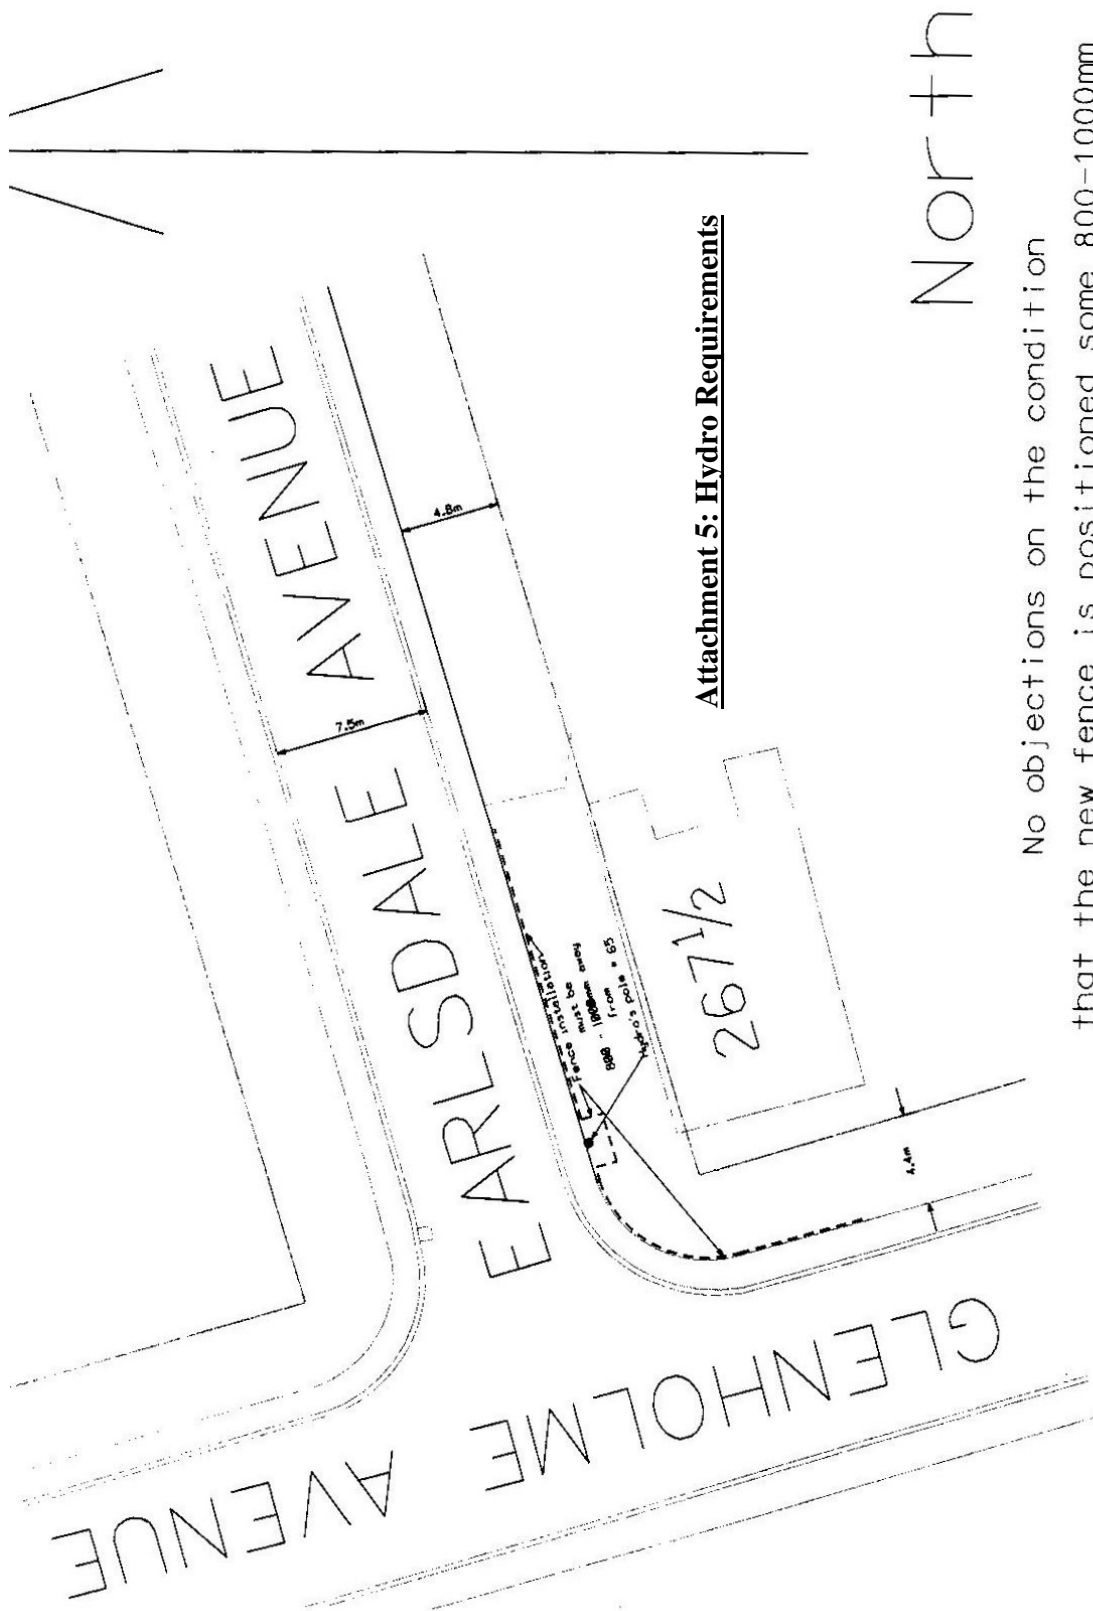 North
EARLSDALE AVENUE
GLENHOLME AVENUE
4.8m
7.5m
4.4m
Fence installation
must be
800 - 1000mm away
from
Hydro's pole # 65
267 1/2
Attachment 5: Hydro Requirements
No objections on the condition
that the new fence is positioned some 800-1000mm